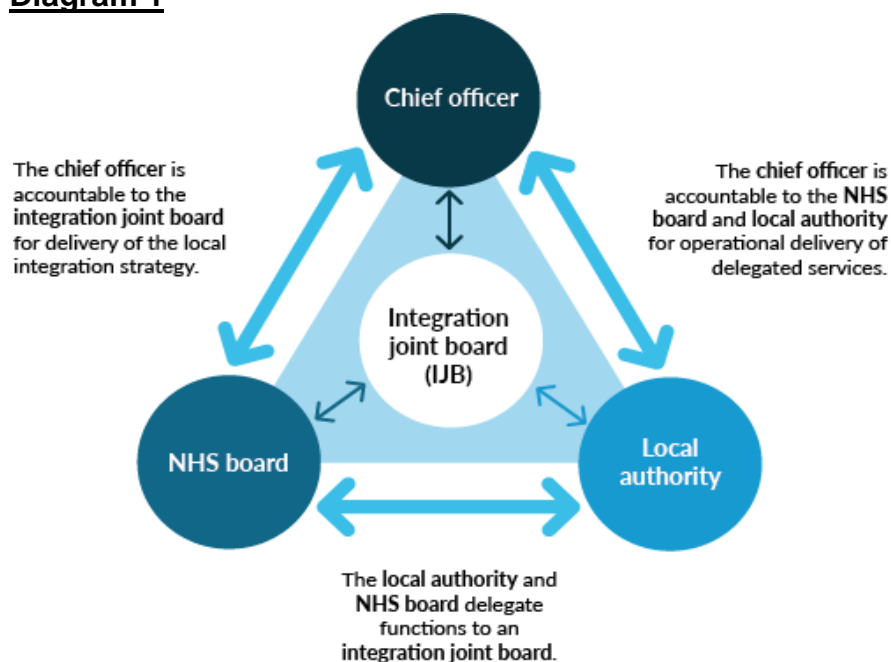 Diagram 1
Chief officer
The chief officer is
accountable to the
integration joint board
for delivery of the local
integration strategy.
The chief officer is
accountable to the NHS
board and local authority
for operational delivery of
delegated services.
Integration
joint board
(IJB)
NHS board
Local
authority
The local authority and
NHS board delegate
functions to an
integration joint board.